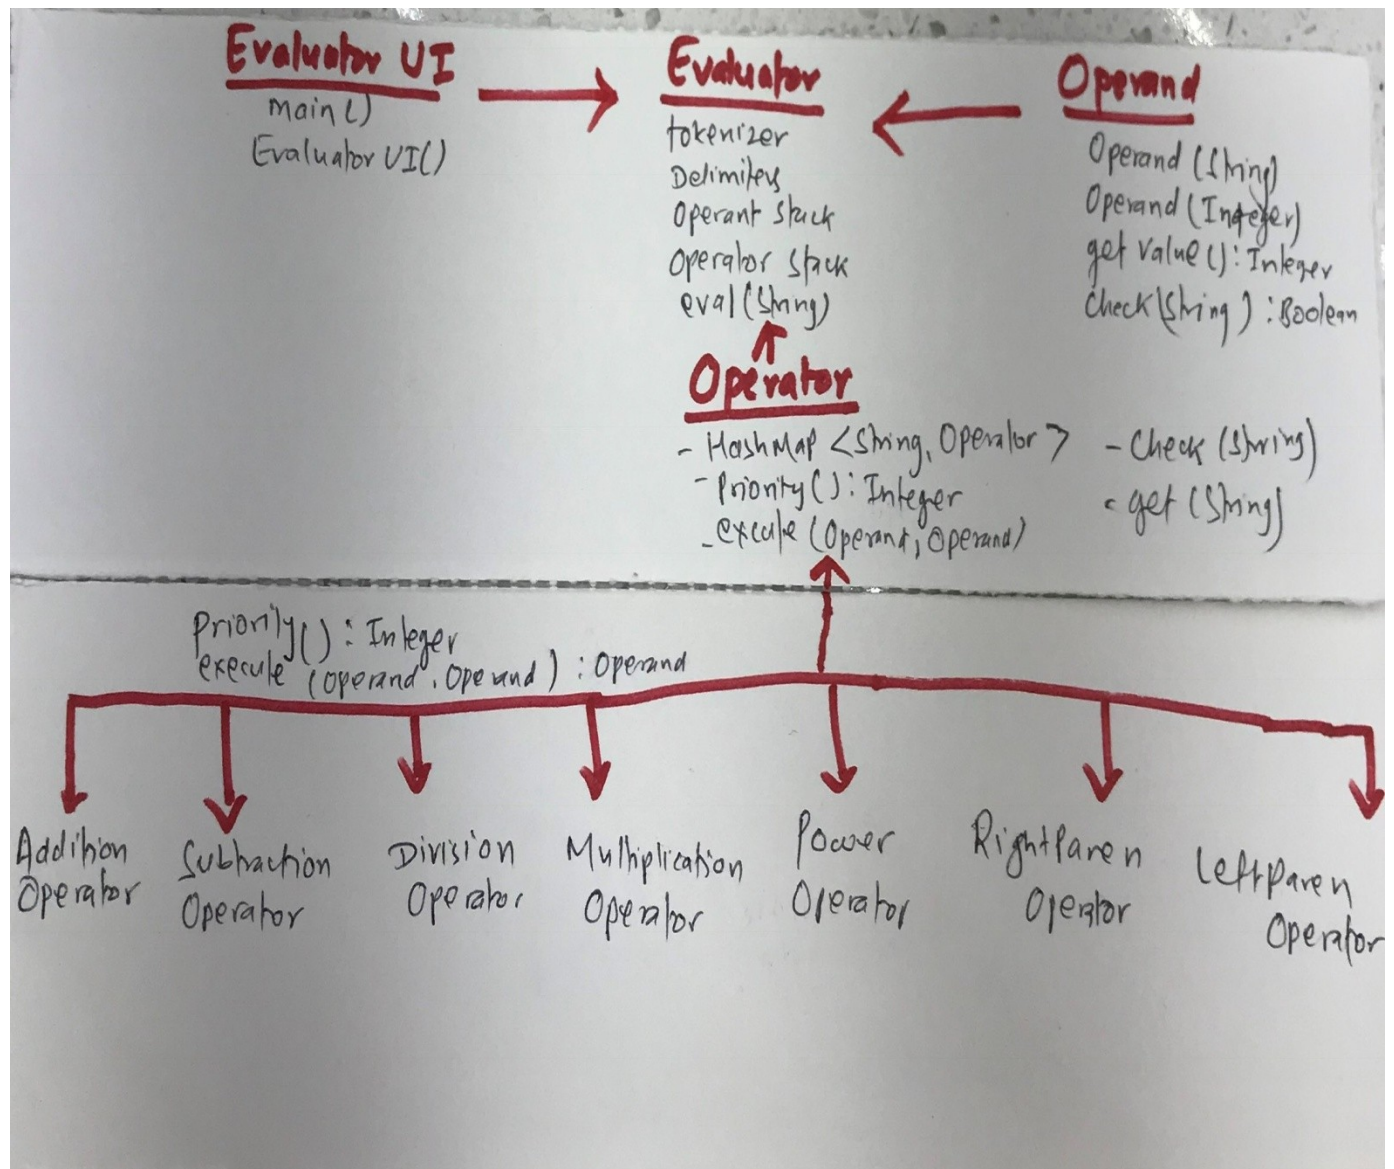 Evaluator UI
main()
Evaluator UI()
Evaluator
tokenizer
Delimiters
Operant Stack
Operator Stack
eval(String)
Operand
Operand (String)
Operand (Integer)
get value(): Integer
Check(String) : Boolean
Operator
- HashMap <String, Operator>
- Priority() : Integer
- execute (Operand, Operand)
- Check (String)
- get (String)
Priority() : Integer
execute (Operand, Operand) : Operand
Addition
Operator
Subtraction
Operator
Division
Operator
Multiplication
Operator
Power
Operator
RightParen
Operator
LeftParen
Operator